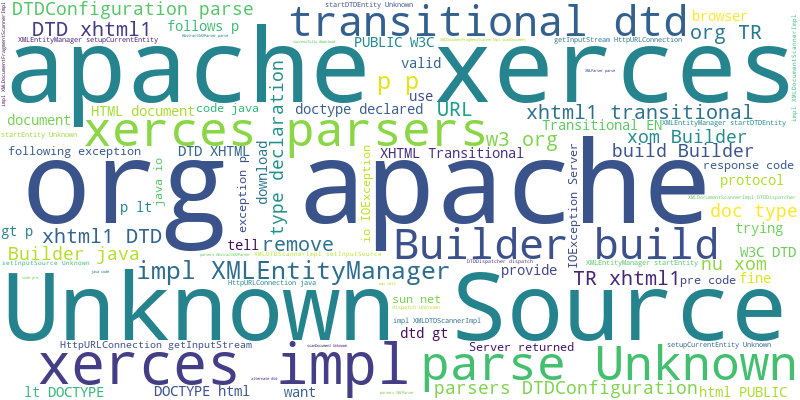 DTDConfiguration parse
transitional dtd
startDTDEntity Unknown
browser
DTD xhtml1
follows p
org TR
XMLEntityManager setupCurrentEntity
PUBLIC W3C
getInputStream HttpURLConnection
apache xerces
valid
p p
use
document
HTML document
code java
doctype declared
URL
xhtml1 transitional
XMLEntityManager startDTDEntity
startEntity Unknown
xerces parsers
Transitional EN
w3 org
xom Builder
following exception
DTD XHTML
type declaration
XHTML Transitional
build Builder
response code
java io
exception p
download
io IOException
IOException Server
protocol
org apache
p lt
doc type
gt p
xhtml1 DTD
trying
Builder java
tell
remove
Builder build
W3C DTD
nu xom
setInputSource Unknown
impl XMLEntityManager
DTDDispatcher dispatch
provide
XMLEntityManager startEntity
TR xhtml1
pre code
fine
HttpURLConnection java
sun net
dispatch Unknown
Unknown Source
impl XMLDTDScannerImpl
dtd gt
Server returned
HttpURLConnection getInputStream
setupCurrentEntity Unknown
xerces impl
parse Unknown
lt DOCTYPE
DOCTYPE html
want
parsers DTDConfiguration
html PUBLIC
impl XMLDocumentFragmentScannerImpl
impl XMLDocumentScannerImpl